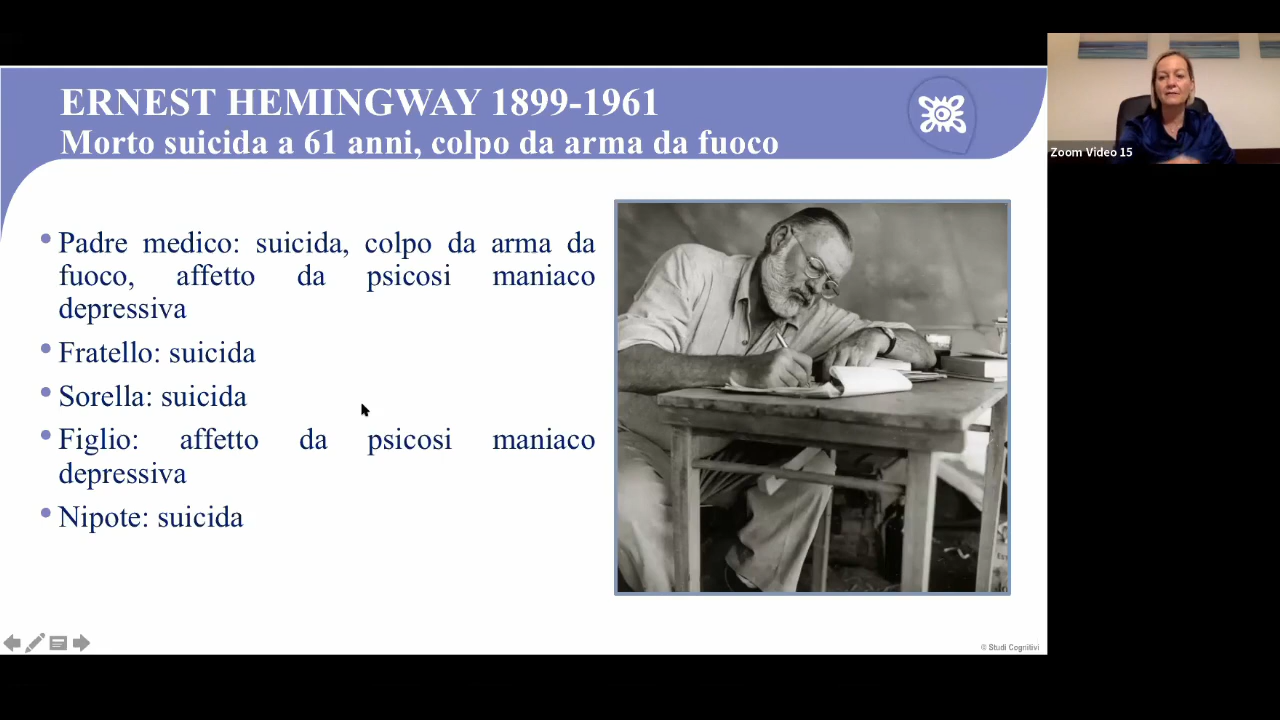 ERNEST HEMINGWAY 1899-1961
Morto suicida a 61 anni, colpo da arma da fuoco
Zoom Video 15
• Padre medico: suicida, colpo da arma da
fuoco, affetto da psicosi maniaco
depressiva
• Fratello: suicida
• Sorella: suicida
• Figlio: affetto da psicosi maniaco
depressiva
• Nipote: suicida
© Studi Cognitivi